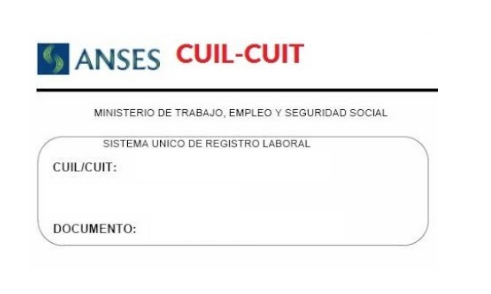 ANSES CUIL-CUIT
MINISTERIO DE TRABAJO, EMPLEO Y SEGURIDAD SOCIAL
SISTEMA UNICO DE REGISTRO LABORAL
CUIL/CUIT:
DOCUMENTO: